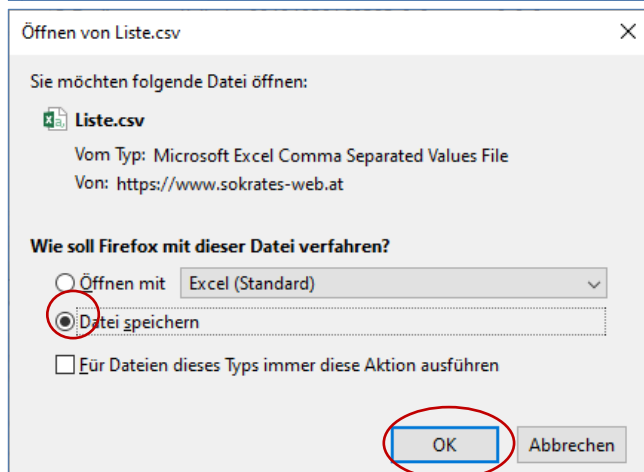 Öffnen von Liste.csv
Sie möchten folgende Datei öffnen:
Liste.csv
Vom Typ: Microsoft Excel Comma Separated Values File
Von: https://www.sokrates-web.at
Wie soll Firefox mit dieser Datei verfahren?
Öffnen mit Excel (Standard)
Datei speichern
Für Dateien dieses Typs immer diese Aktion ausführen
OK Abbrechen